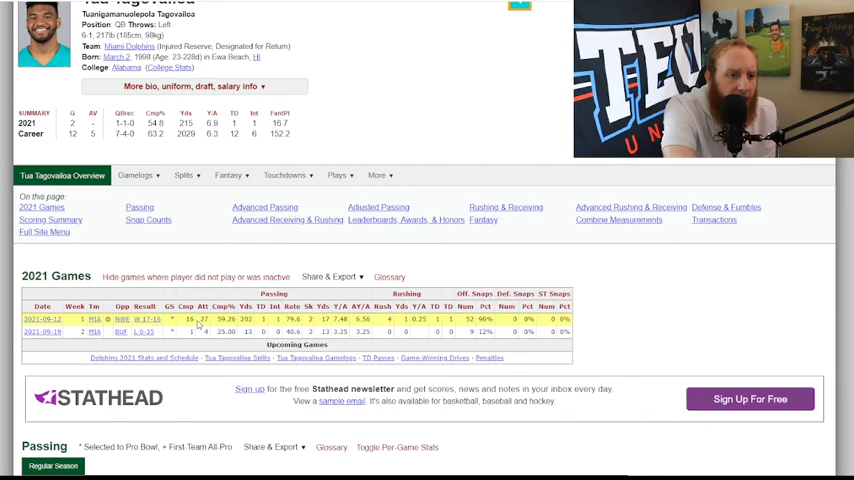 Tua Tagovailoa
Tuanigamanuolepola Tagovailoa
Position: QB Throws: Left
6-1, 217lb (185cm, 98kg)
Team: Miami Dolphins (Injured Reserve, Designated for Return)
Born: March 2, 1998 (Age: 23-228d) in Ewa Beach, HI
College: Alabama (College Stats)
More bio, uniform, draft, salary info ▼
SUMMARY G AV QBrec Cmp% Yds Y/A TD Int FantPt
2021 2 - 1-1-0 54.8 215 6.9 1 1 16.7
Career 12 5 7-4-0 63.2 2029 6.3 12 6 152.2
Tua Tagovailoa Overview Gamelogs ▼ Splits ▼ Fantasy ▼ Touchdowns ▼ Plays ▼ More ▼
On this page:
2021 Games Passing Advanced Passing Adjusted Passing Rushing & Receiving Advanced Rushing & Receiving Defense & Fumbles
Scoring Summary Snap Counts Advanced Receiving & Rushing Leaderboards, Awards, & Honors Fantasy Combine Measurements Transactions
Full Site Menu
2021 Games Hide games where player did not play or was inactive Share & Export ▼ Glossary
Passing Rushing Off. Snaps Def. Snaps ST Snaps
Date Week Tm Opp Result GS Cmp Att Cmp% Yds TD Int Rate Sk Yds Y/A AY/A Rush Yds Y/A TD TD Num Pct Num Pct Num Pct
2021-09-12 1 MIA @ NWE W 17-16 * 16 27 59.26 202 1 1 79.6 2 17 7.48 6.56 4 1 0.25 1 1 52 96% 0 0% 0 0%
2021-09-19 2 MIA BUF L 0-35 * 1 4 25.00 13 0 0 40.6 2 13 3.25 3.25 0 0 0 0 9 12% 0 0% 0 0%
Upcoming Games
Dolphins 2021 Stats and Schedule • Tua Tagovailoa Splits • Tua Tagovailoa Gamelogs • TD Passes • Game-Winning Drives • Penalties
STATHEAD
Sign up for the free Stathead newsletter and get scores, news and notes in your inbox every day.
View a sample email. It's also available for basketball, baseball and hockey.
Sign Up For Free
Passing * Selected to Pro Bowl, + First-Team All-Pro Share & Export ▼ Glossary Toggle Per-Game Stats
Regular Season